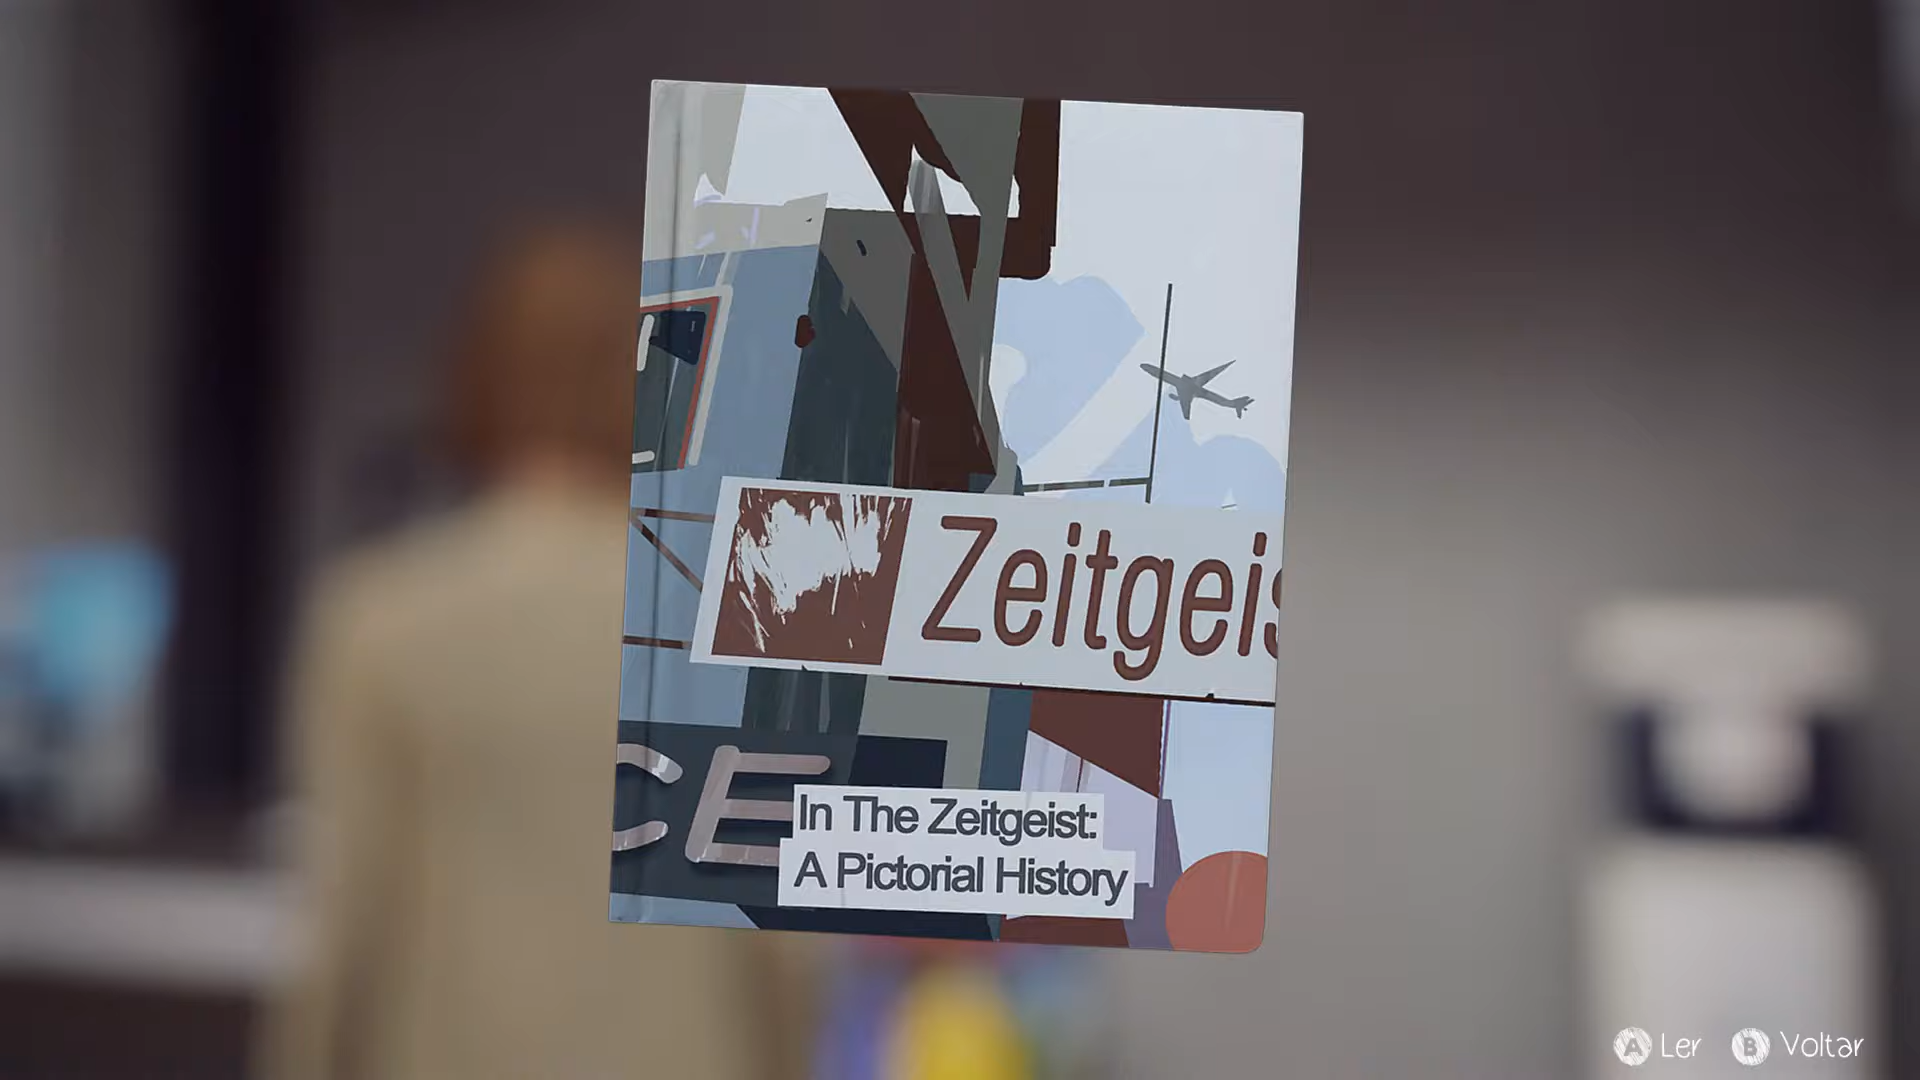 Zeitgeis
CE
In The Zeitgeist:
A Pictorial History
A Ler B Voltar